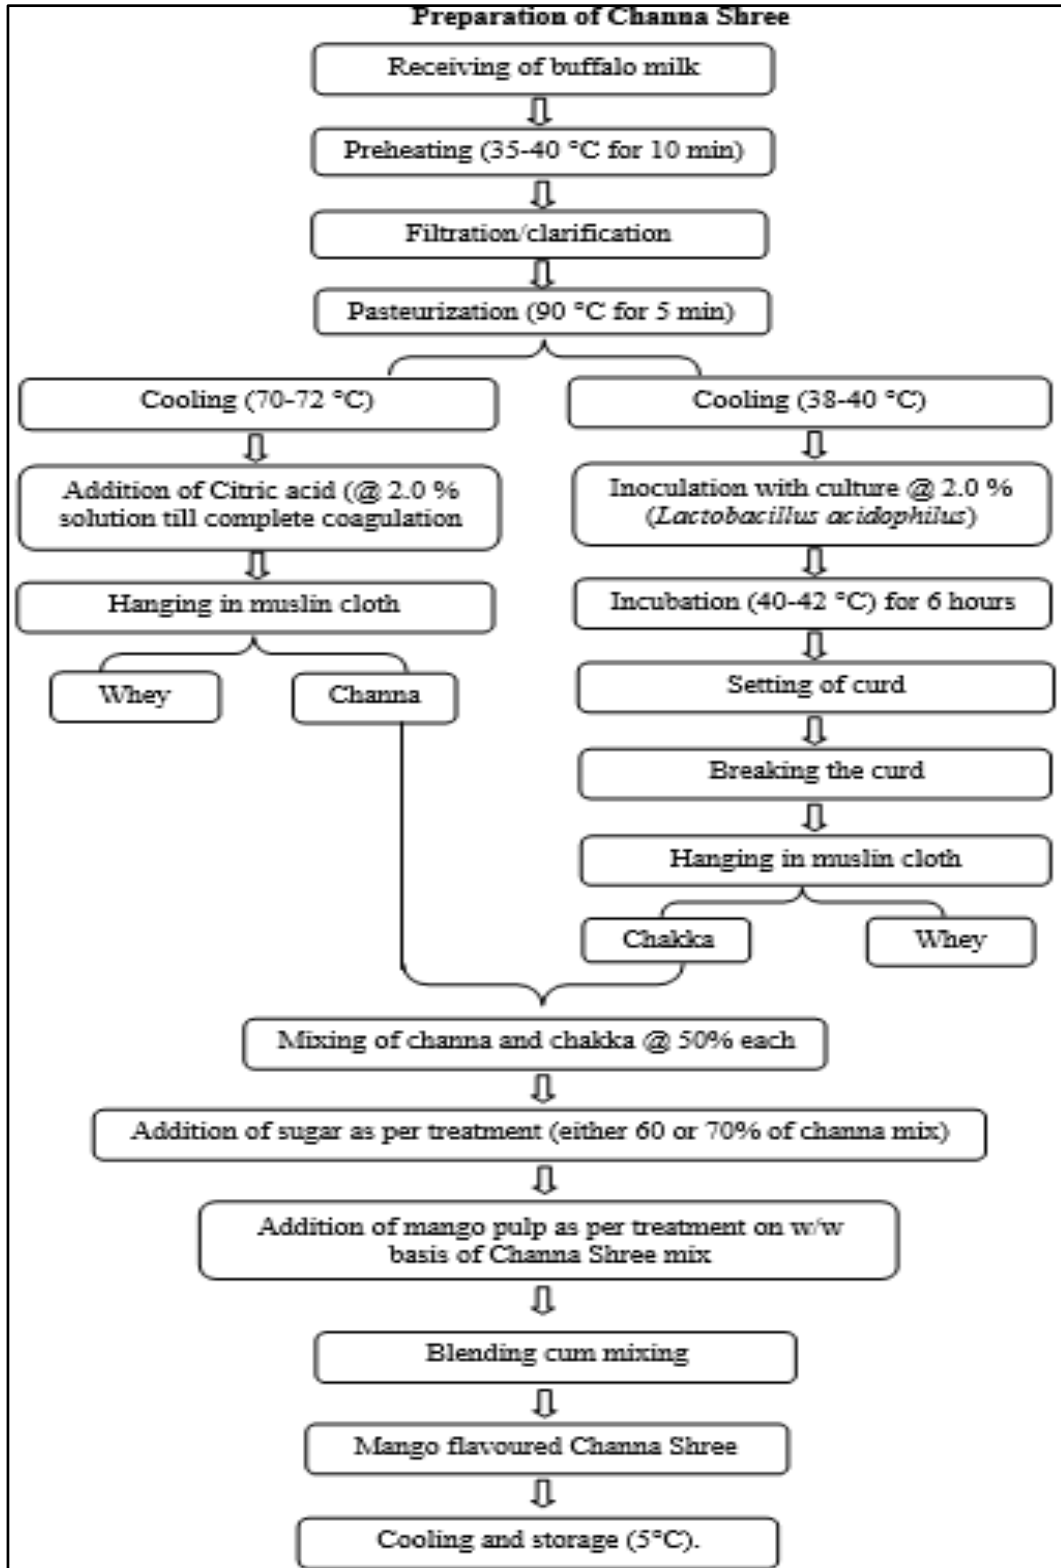 Preparation of Channa Shree
Receiving of buffalo milk
Preheating (35-40 °C for 10 min)
Filtration/clarification
Pasteurization (90 °C for 5 min)
Cooling (70-72 °C)
Addition of Citric acid (@ 2.0 %
solution till complete coagulation
Hanging in muslin cloth
Whey
Channa
Cooling (38-40 °C)
Inoculation with culture @ 2.0 %
(Lactobacillus acidophilus)
Incubation (40-42 °C) for 6 hours
Setting of curd
Breaking the curd
Hanging in muslin cloth
Chakka
Whey
Mixing of channa and chakka @ 50% each
Addition of sugar as per treatment (either 60 or 70% of channa mix)
Addition of mango pulp as per treatment on w/w
basis of Channa Shree mix
Blending cum mixing
Mango flavoured Channa Shree
Cooling and storage (5°C).